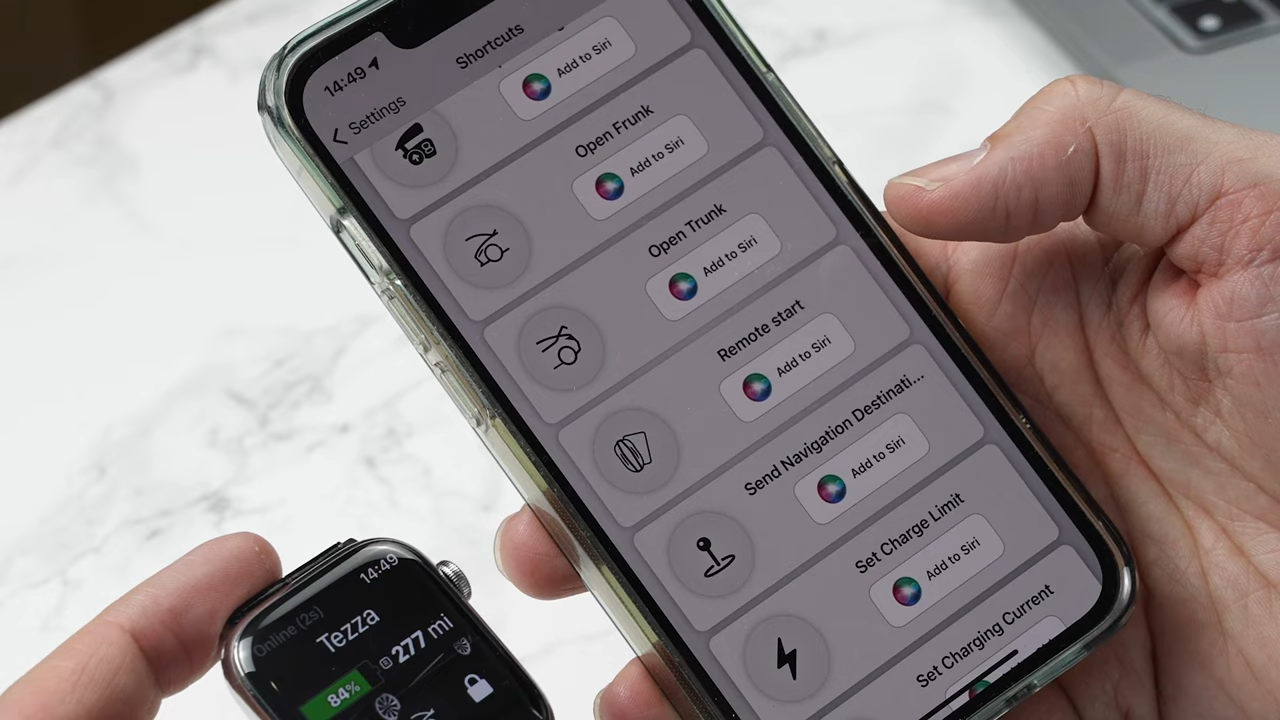 14:49
Shortcuts
Settings
Add to Siri
Open Frunk
Add to Siri
Open Trunk
Add to Siri
Remote start
Add to Siri
Send Navigation Destinati...
Add to Siri
Set Charge Limit
Add to Siri
Set Charging Current
14:49
Online (2s)
Tezza
277 mi
84%